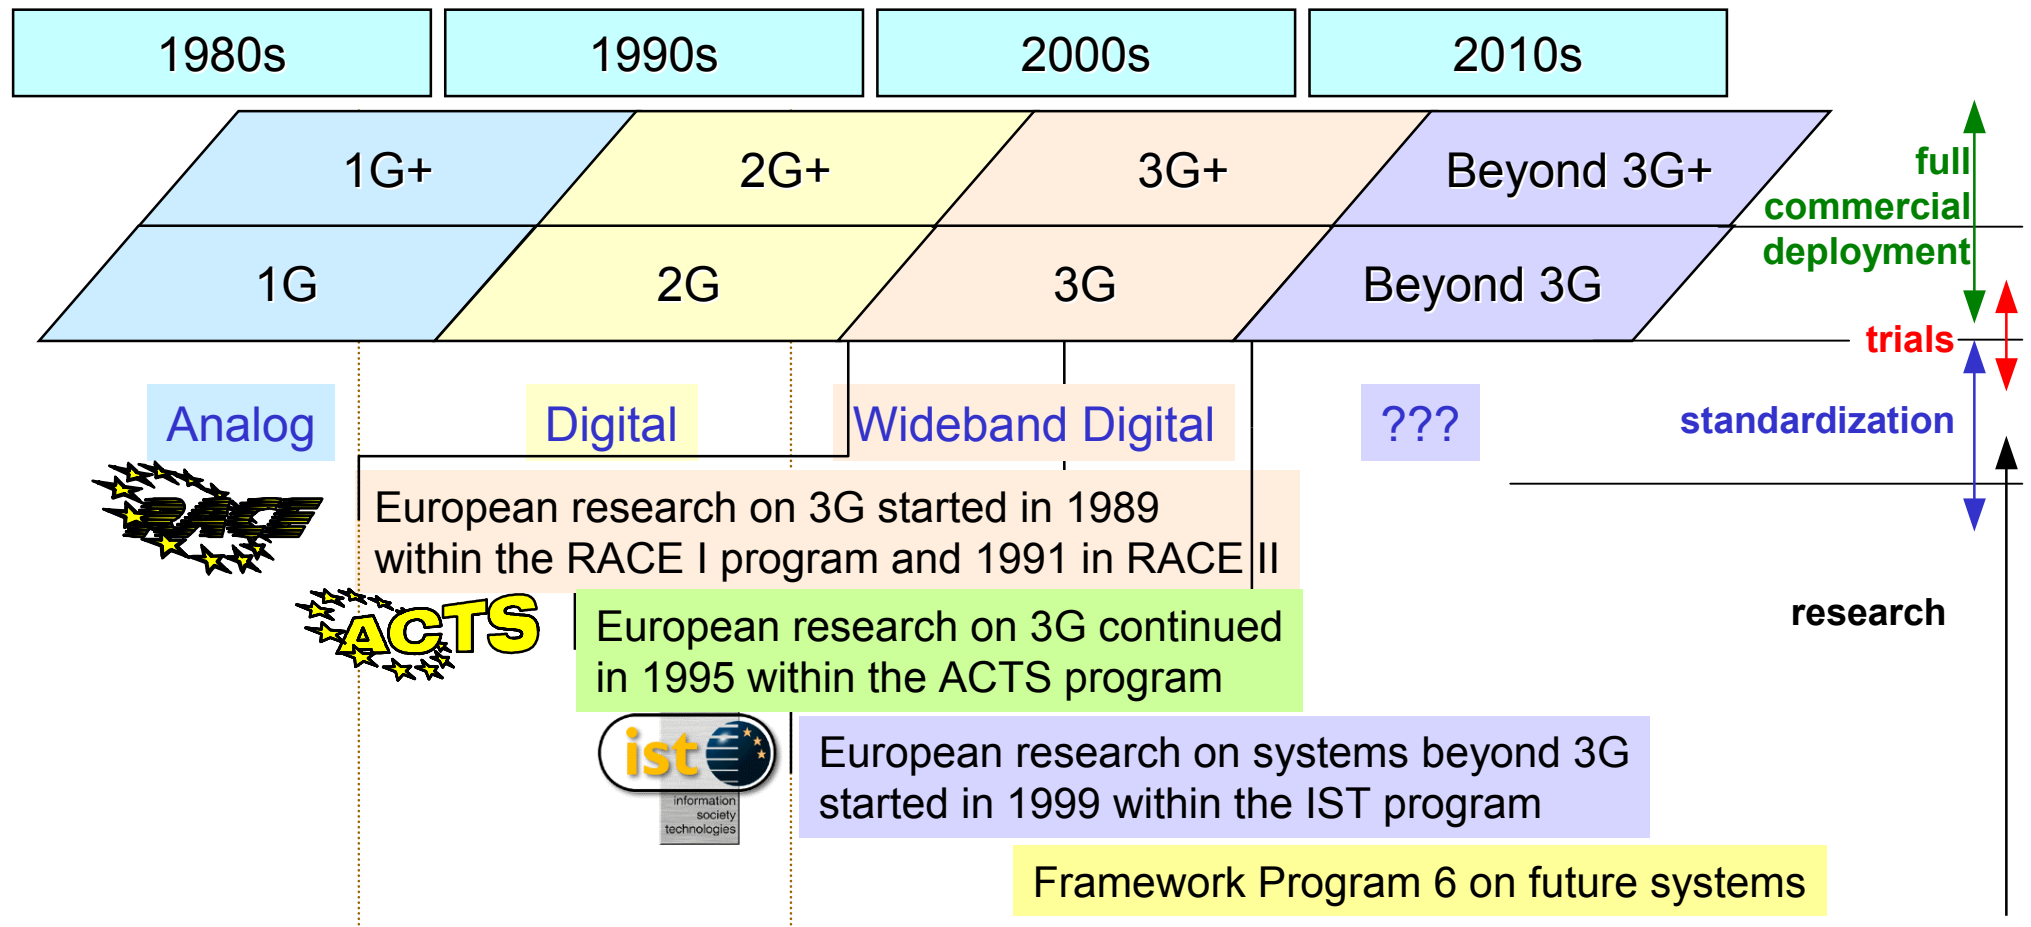 1980s
1990s
2000s
2010s
1G+
2G+
3G+
Beyond 3G+
full
commercial
deployment
1G
2G
3G
Beyond 3G
trials
Analog
Digital
Wideband Digital
???
standardization
RACE
European research on 3G started in 1989
within the RACE I program and 1991 in RACE II
ACTS
European research on 3G continued
in 1995 within the ACTS program
research
ist
information
society
technologies
European research on systems beyond 3G
started in 1999 within the IST program
Framework Program 6 on future systems